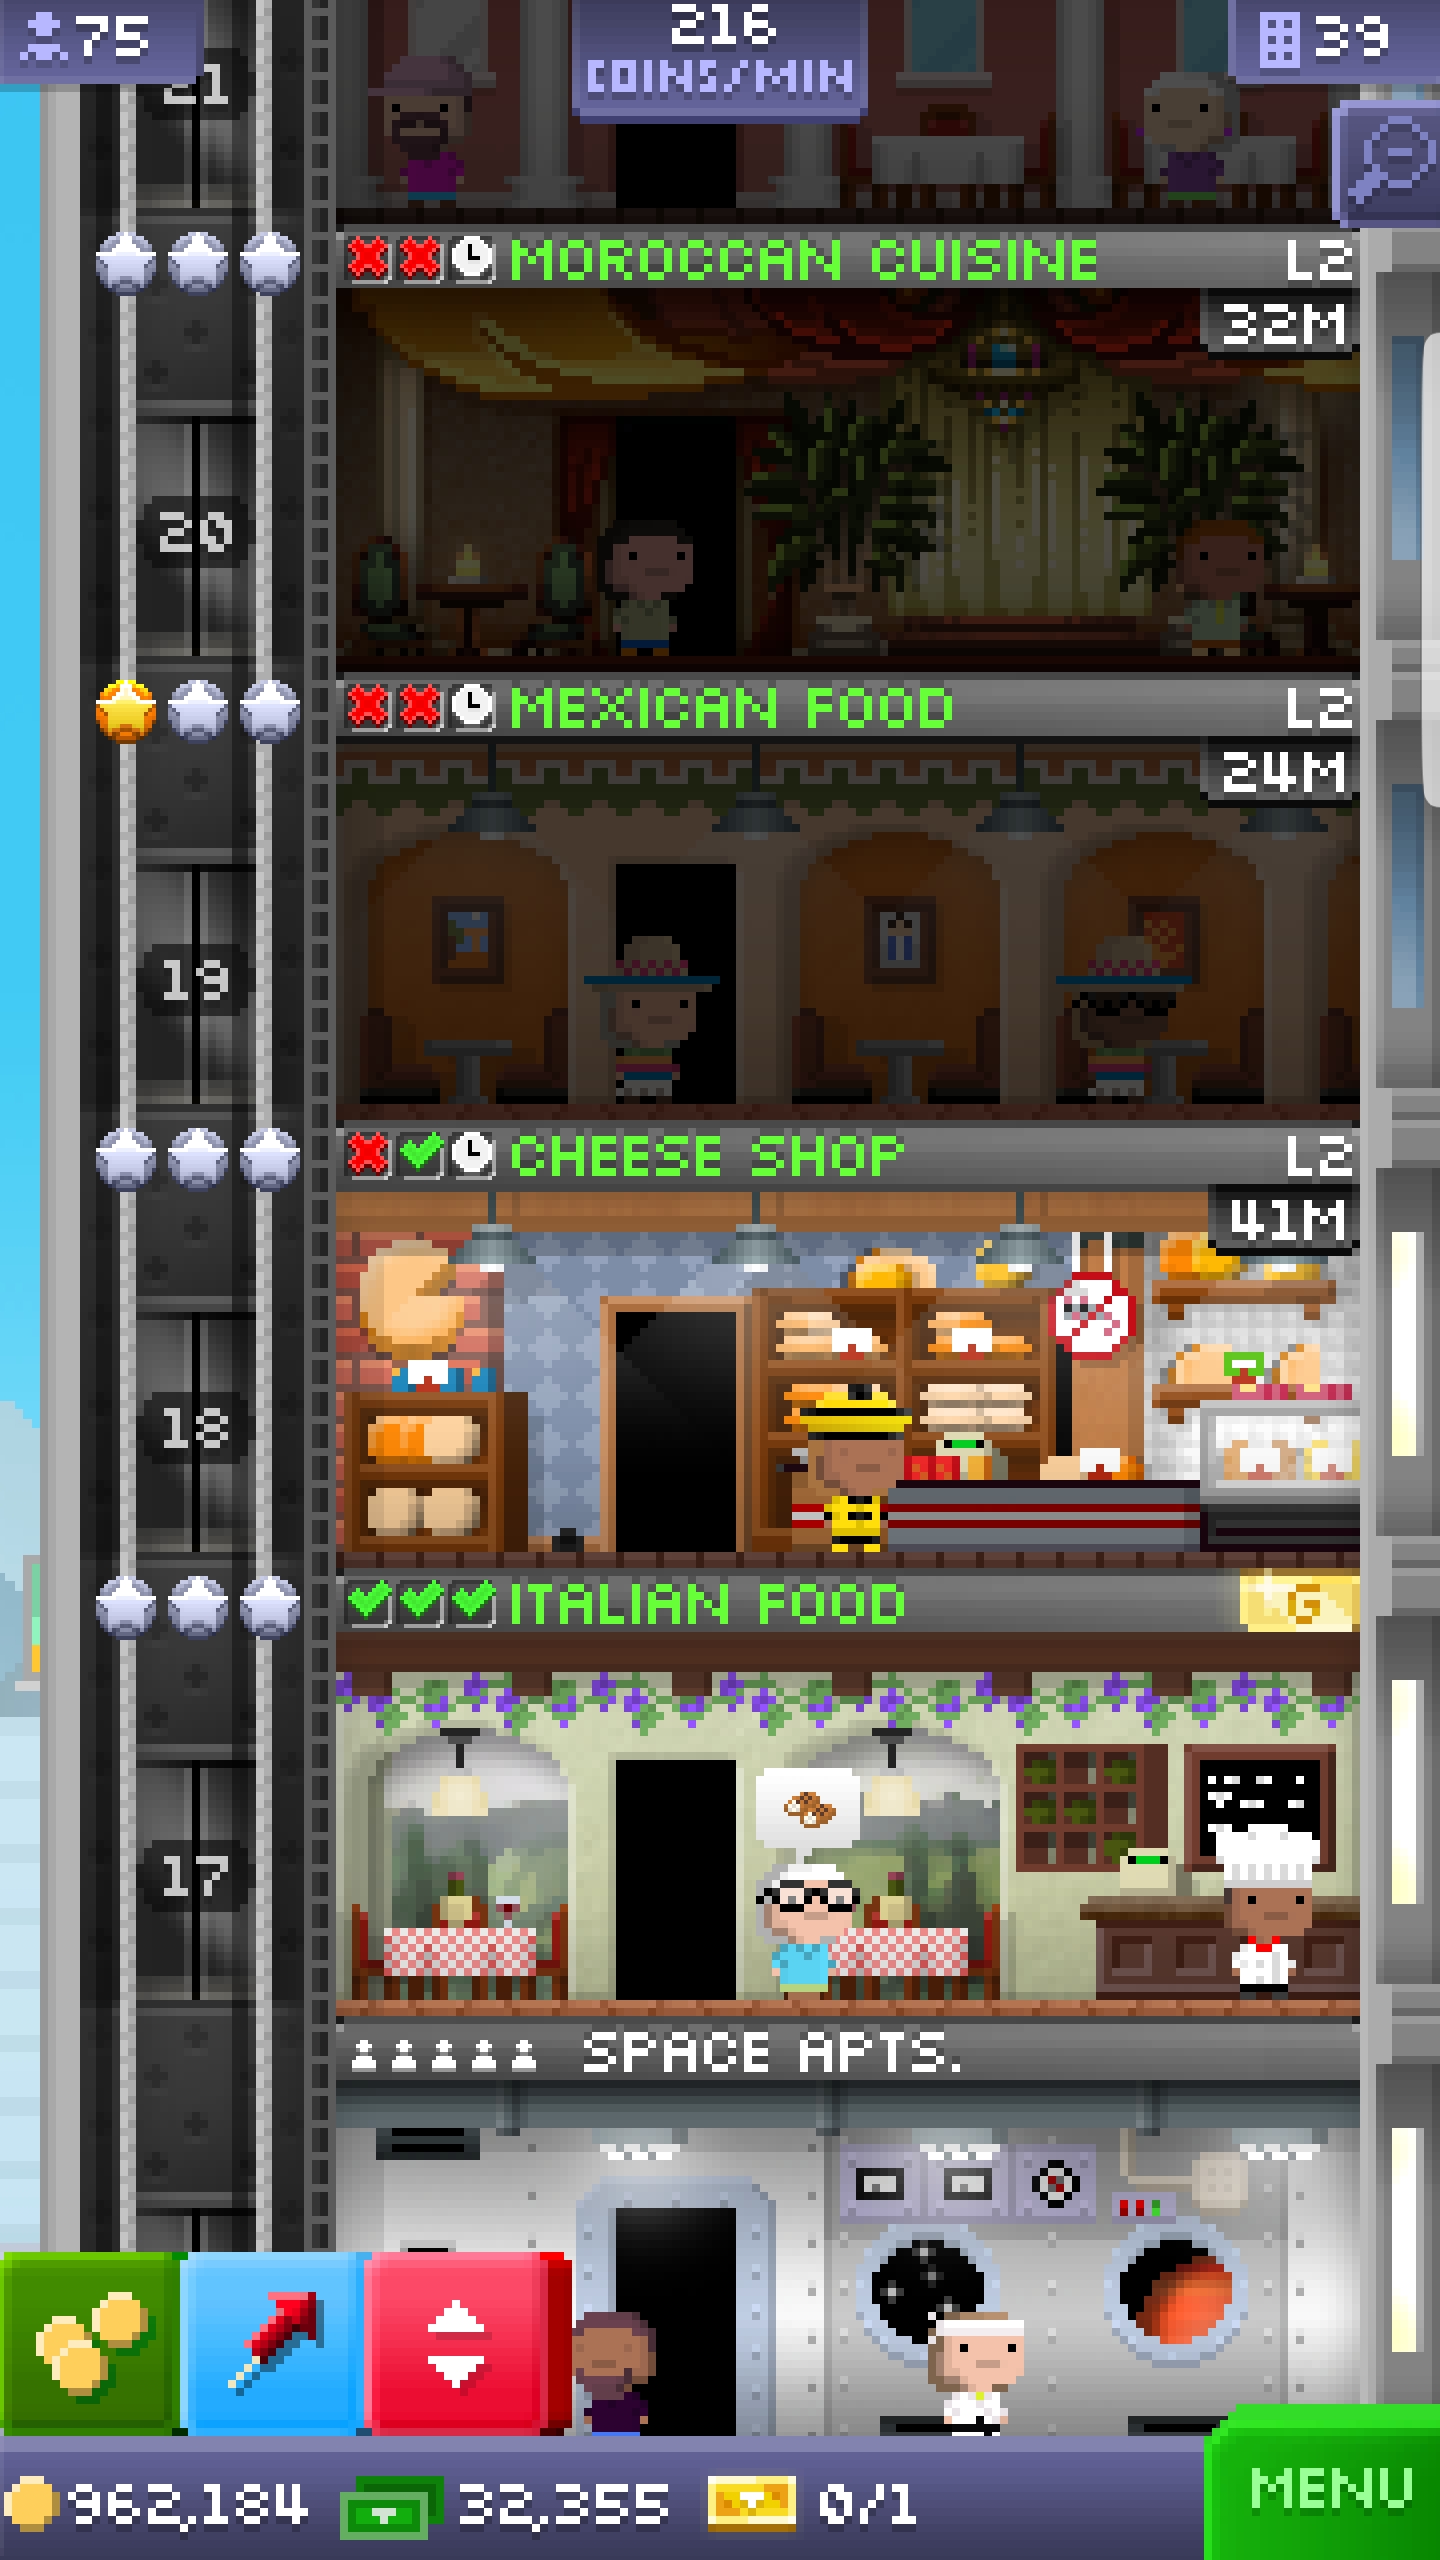 75
216
COINS/MIN
39
21
MOROCCAN CUISINE L2
32M
20
MEXICAN FOOD L2
24M
19
CHEESE SHOP L2
41M
18
ITALIAN FOOD G
17
SPACE APTS.
962,184 32,355 0/1
MENU